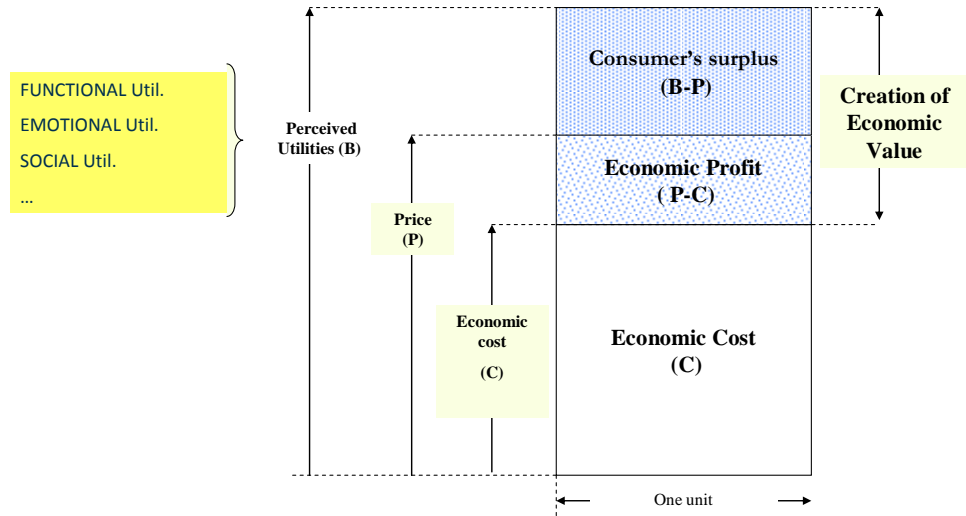 FUNCTIONAL Util.
EMOTIONAL Util.
SOCIAL Util.
...
Perceived
Utilities (B)
Price
(P)
Economic
cost
(C)
Consumer's surplus
(B-P)
Economic Profit
( P-C)
Economic Cost
(C)
One unit
Creation of
Economic
Value